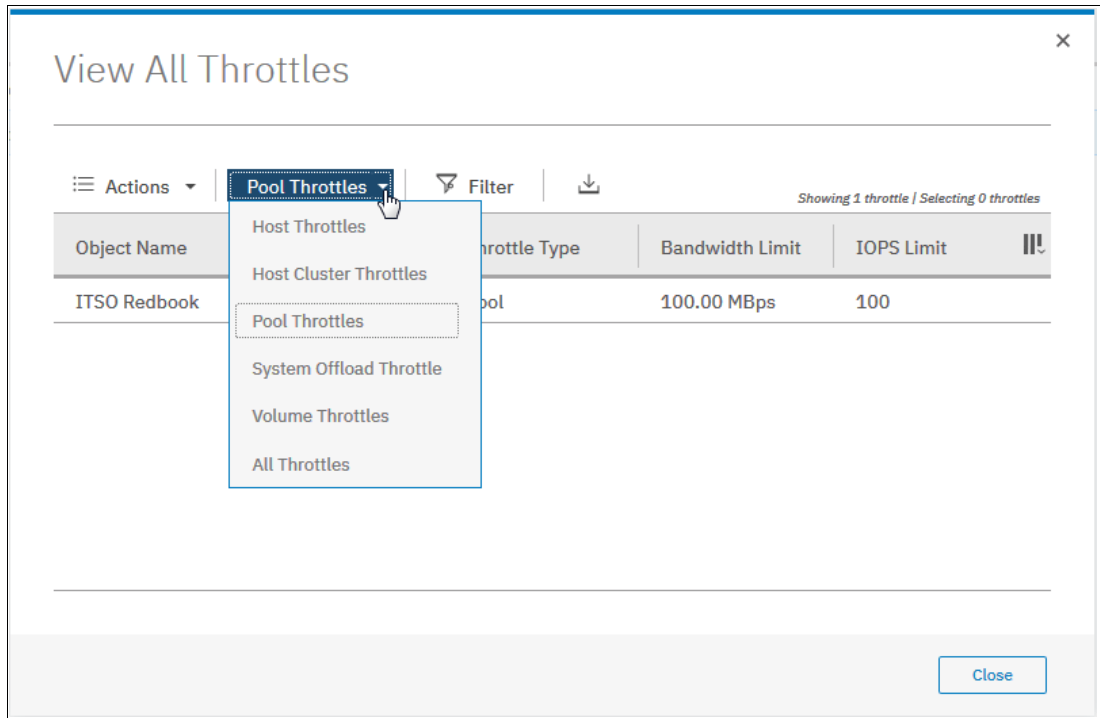 View All Throttles
Actions Pool Throttles Filter
Showing 1 throttle | Selecting 0 throttles
Object Name hrottle Type Bandwidth Limit IOPS Limit
ITSO Redbook ool 100.00 MBps 100
Host Throttles
Host Cluster Throttles
Pool Throttles
System Offload Throttle
Volume Throttles
All Throttles
Close